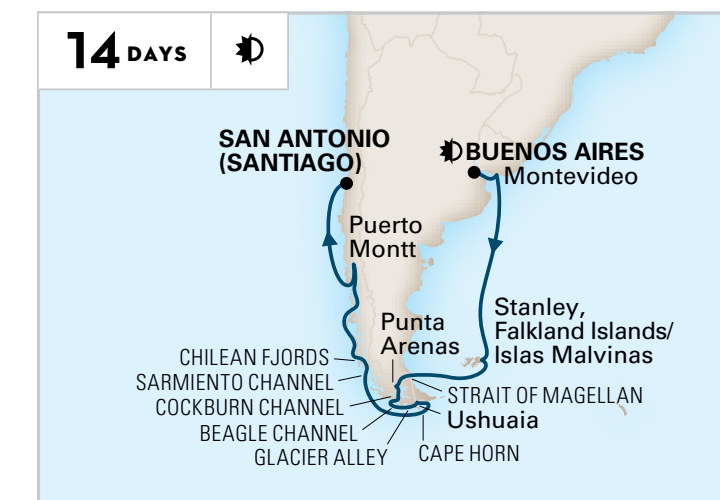 14 DAYS
SAN ANTONIO
(SANTIAGO)
BUENOS AIRES
Montevideo
Puerto
Montt
Stanley,
Falkland Islands/
Islas Malvinas
Punta
Arenas
CHILEAN FJORDS
SARMIENTO CHANNEL
COCKBURN CHANNEL
BEAGLE CHANNEL
GLACIER ALLEY
STRAIT OF MAGELLAN
Ushuaia
CAPE HORN